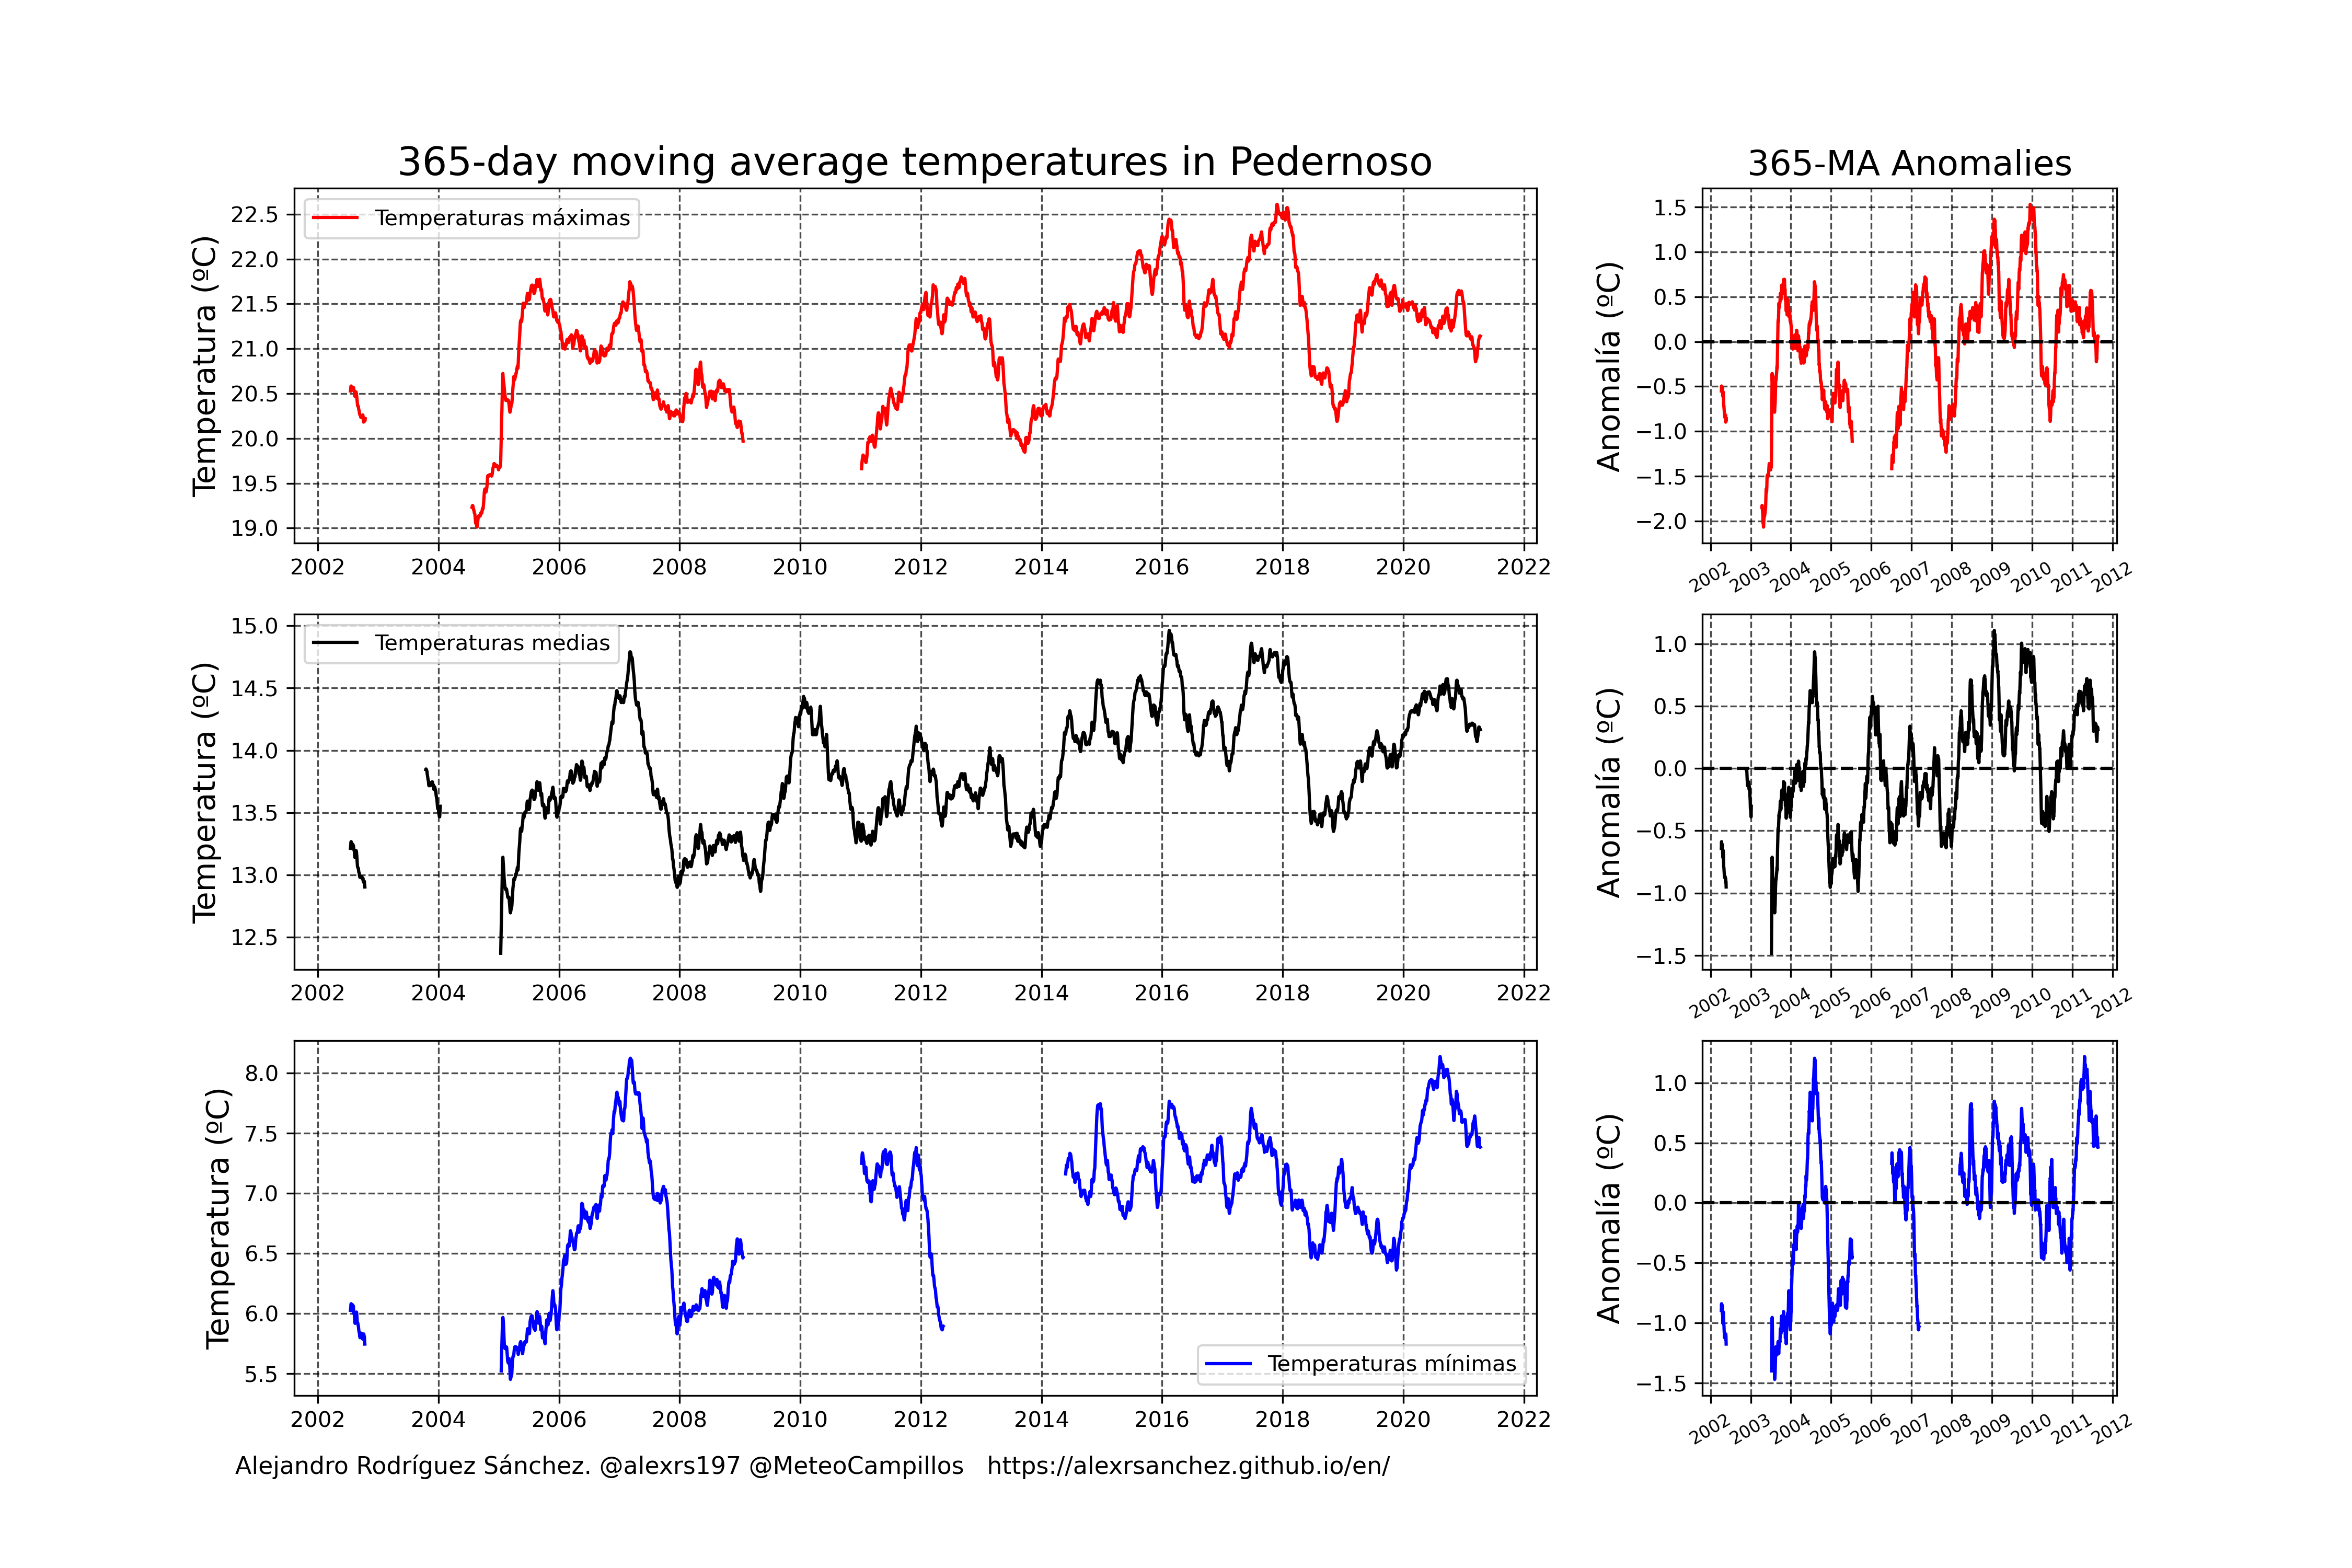 365-day moving average temperatures in Pedernoso
365-MA Anomalies
Temperatura (ºC)
22.5
22.0
21.5
21.0
20.5
20.0
19.5
19.0
Temperaturas máximas
2002 2004 2006 2008 2010 2012 2014 2016 2018 2020 2022
Anomalía (ºC)
1.5
1.0
0.5
0.0
−0.5
−1.0
−1.5
−2.0
2002 2003 2004 2005 2006 2007 2008 2009 2010 2011 2012
Temperatura (ºC)
15.0
14.5
14.0
13.5
13.0
12.5
Temperaturas medias
2002 2004 2006 2008 2010 2012 2014 2016 2018 2020 2022
Anomalía (ºC)
1.0
0.5
0.0
−0.5
−1.0
−1.5
2002 2003 2004 2005 2006 2007 2008 2009 2010 2011 2012
Temperatura (ºC)
8.0
7.5
7.0
6.5
6.0
5.5
Temperaturas mínimas
2002 2004 2006 2008 2010 2012 2014 2016 2018 2020 2022
Anomalía (ºC)
1.0
0.5
0.0
−0.5
−1.0
−1.5
2002 2003 2004 2005 2006 2007 2008 2009 2010 2011 2012
Alejandro Rodríguez Sánchez. @alexrs197 @MeteoCampillos https://alexrsanchez.github.io/en/